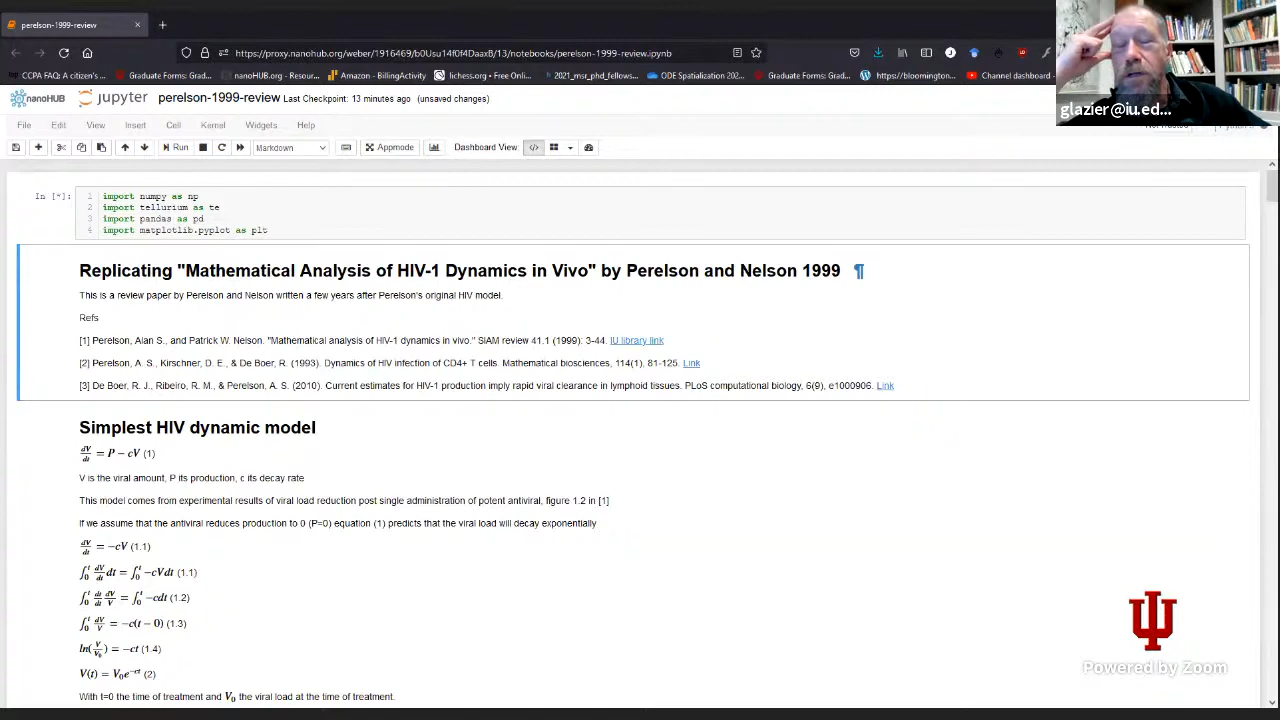 perelson-1999-review
https://proxy.nanohub.org/weber/1916469/b0Usu14f0f4Daax8/13/notebooks/perelson-1999-review.ipynb
CCPA FAQ: A citizen's... Graduate Forms: Grad... nanoHUB.org - Resour... Amazon - BillingActivity lichess.org • Free Onli... 2021_msr_phd_fellows... ODE Spatialization 202... Graduate Forms: Grad... https://bloomington... Channel dashboard
glazier@iu.ed...
nanoHUB jupyter perelson-1999-review Last Checkpoint: 13 minutes ago (unsaved changes)
File Edit View Insert Cell Kernel Widgets Help
Run Markdown Appmode Dashboard View:
In [*]:
1 import numpy as np
2 import tellurium as te
3 import pandas as pd
4 import matplotlib.pyplot as plt
Replicating "Mathematical Analysis of HIV-1 Dynamics in Vivo" by Perelson and Nelson 1999 ¶
This is a review paper by Perelson and Nelson written a few years after Perelson's original HIV model.
Refs
[1] Perelson, Alan S., and Patrick W. Nelson. "Mathematical analysis of HIV-1 dynamics in vivo." SIAM review 41.1 (1999): 3-44. IU library link
[2] Perelson, A. S., Kirschner, D. E., & De Boer, R. (1993). Dynamics of HIV infection of CD4+ T cells. Mathematical biosciences, 114(1), 81-125. Link
[3] De Boer, R. J., Ribeiro, R. M., & Perelson, A. S. (2010). Current estimates for HIV-1 production imply rapid viral clearance in lymphoid tissues. PLoS computational biology, 6(9), e1000906. Link
Simplest HIV dynamic model
dV/dt = P − cV (1)
V is the viral amount, P its production, c its decay rate
This model comes from experimental results of viral load reduction post single administration of potent antiviral, figure 1.2 in [1]
If we assume that the antiviral reduces production to 0 (P=0) equation (1) predicts that the viral load will decay exponentially
dV/dt = −cV (1.1)
∫₀ᵗ dV/dt dt = ∫₀ᵗ −cVdt (1.1)
∫₀ᵗ dt/dt dV/V = ∫₀ᵗ −cdt (1.2)
∫₀ᵗ dV/V = −c(t − 0) (1.3)
ln(V/V₀) = −ct (1.4)
V(t) = V₀e⁻ᶜᵗ (2)
With t=0 the time of treatment and V₀ the viral load at the time of treatment.
Powered by Zoom